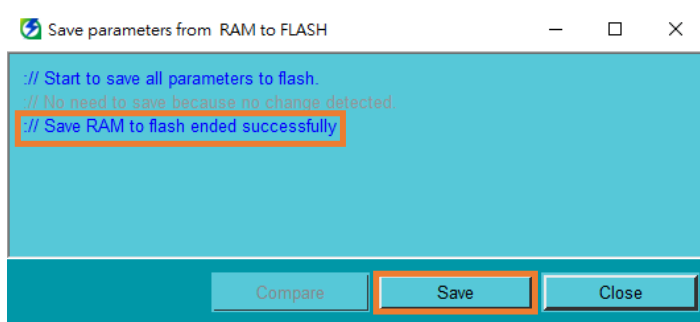 Save parameters from RAM to FLASH
:// Start to save all parameters to flash.
:// No need to save because no change detected.
:// Save RAM to flash ended successfully
Compare
Save
Close